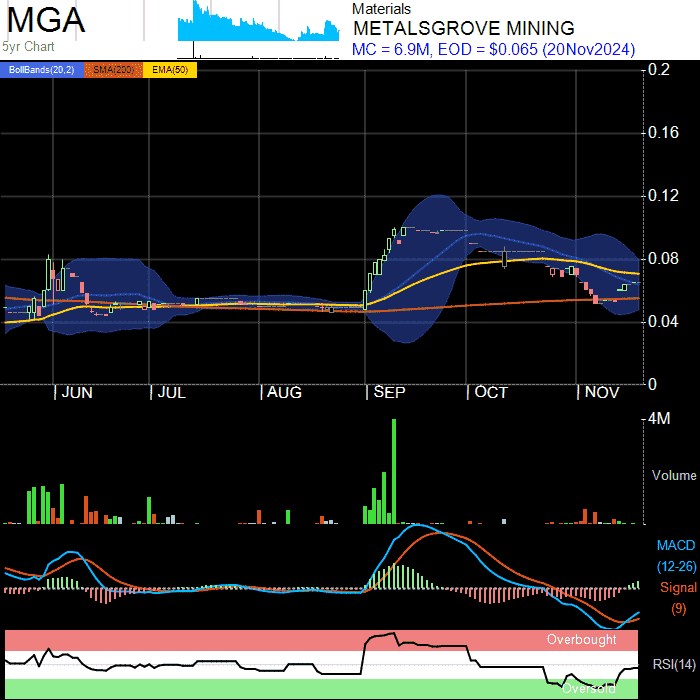 MGA
5yr Chart
Materials
METALSGROVE MINING
MC = 6.9M, EOD = $0.065 (20Nov2024)
BollBands(20,2) SMA(200) EMA(50)
0.2
0.16
0.12
0.08
0.04
0
JUN JUL AUG SEP OCT NOV
4M
Volume
MACD
(12-26)
Signal
(9)
Overbought
RSI(14)
Oversold